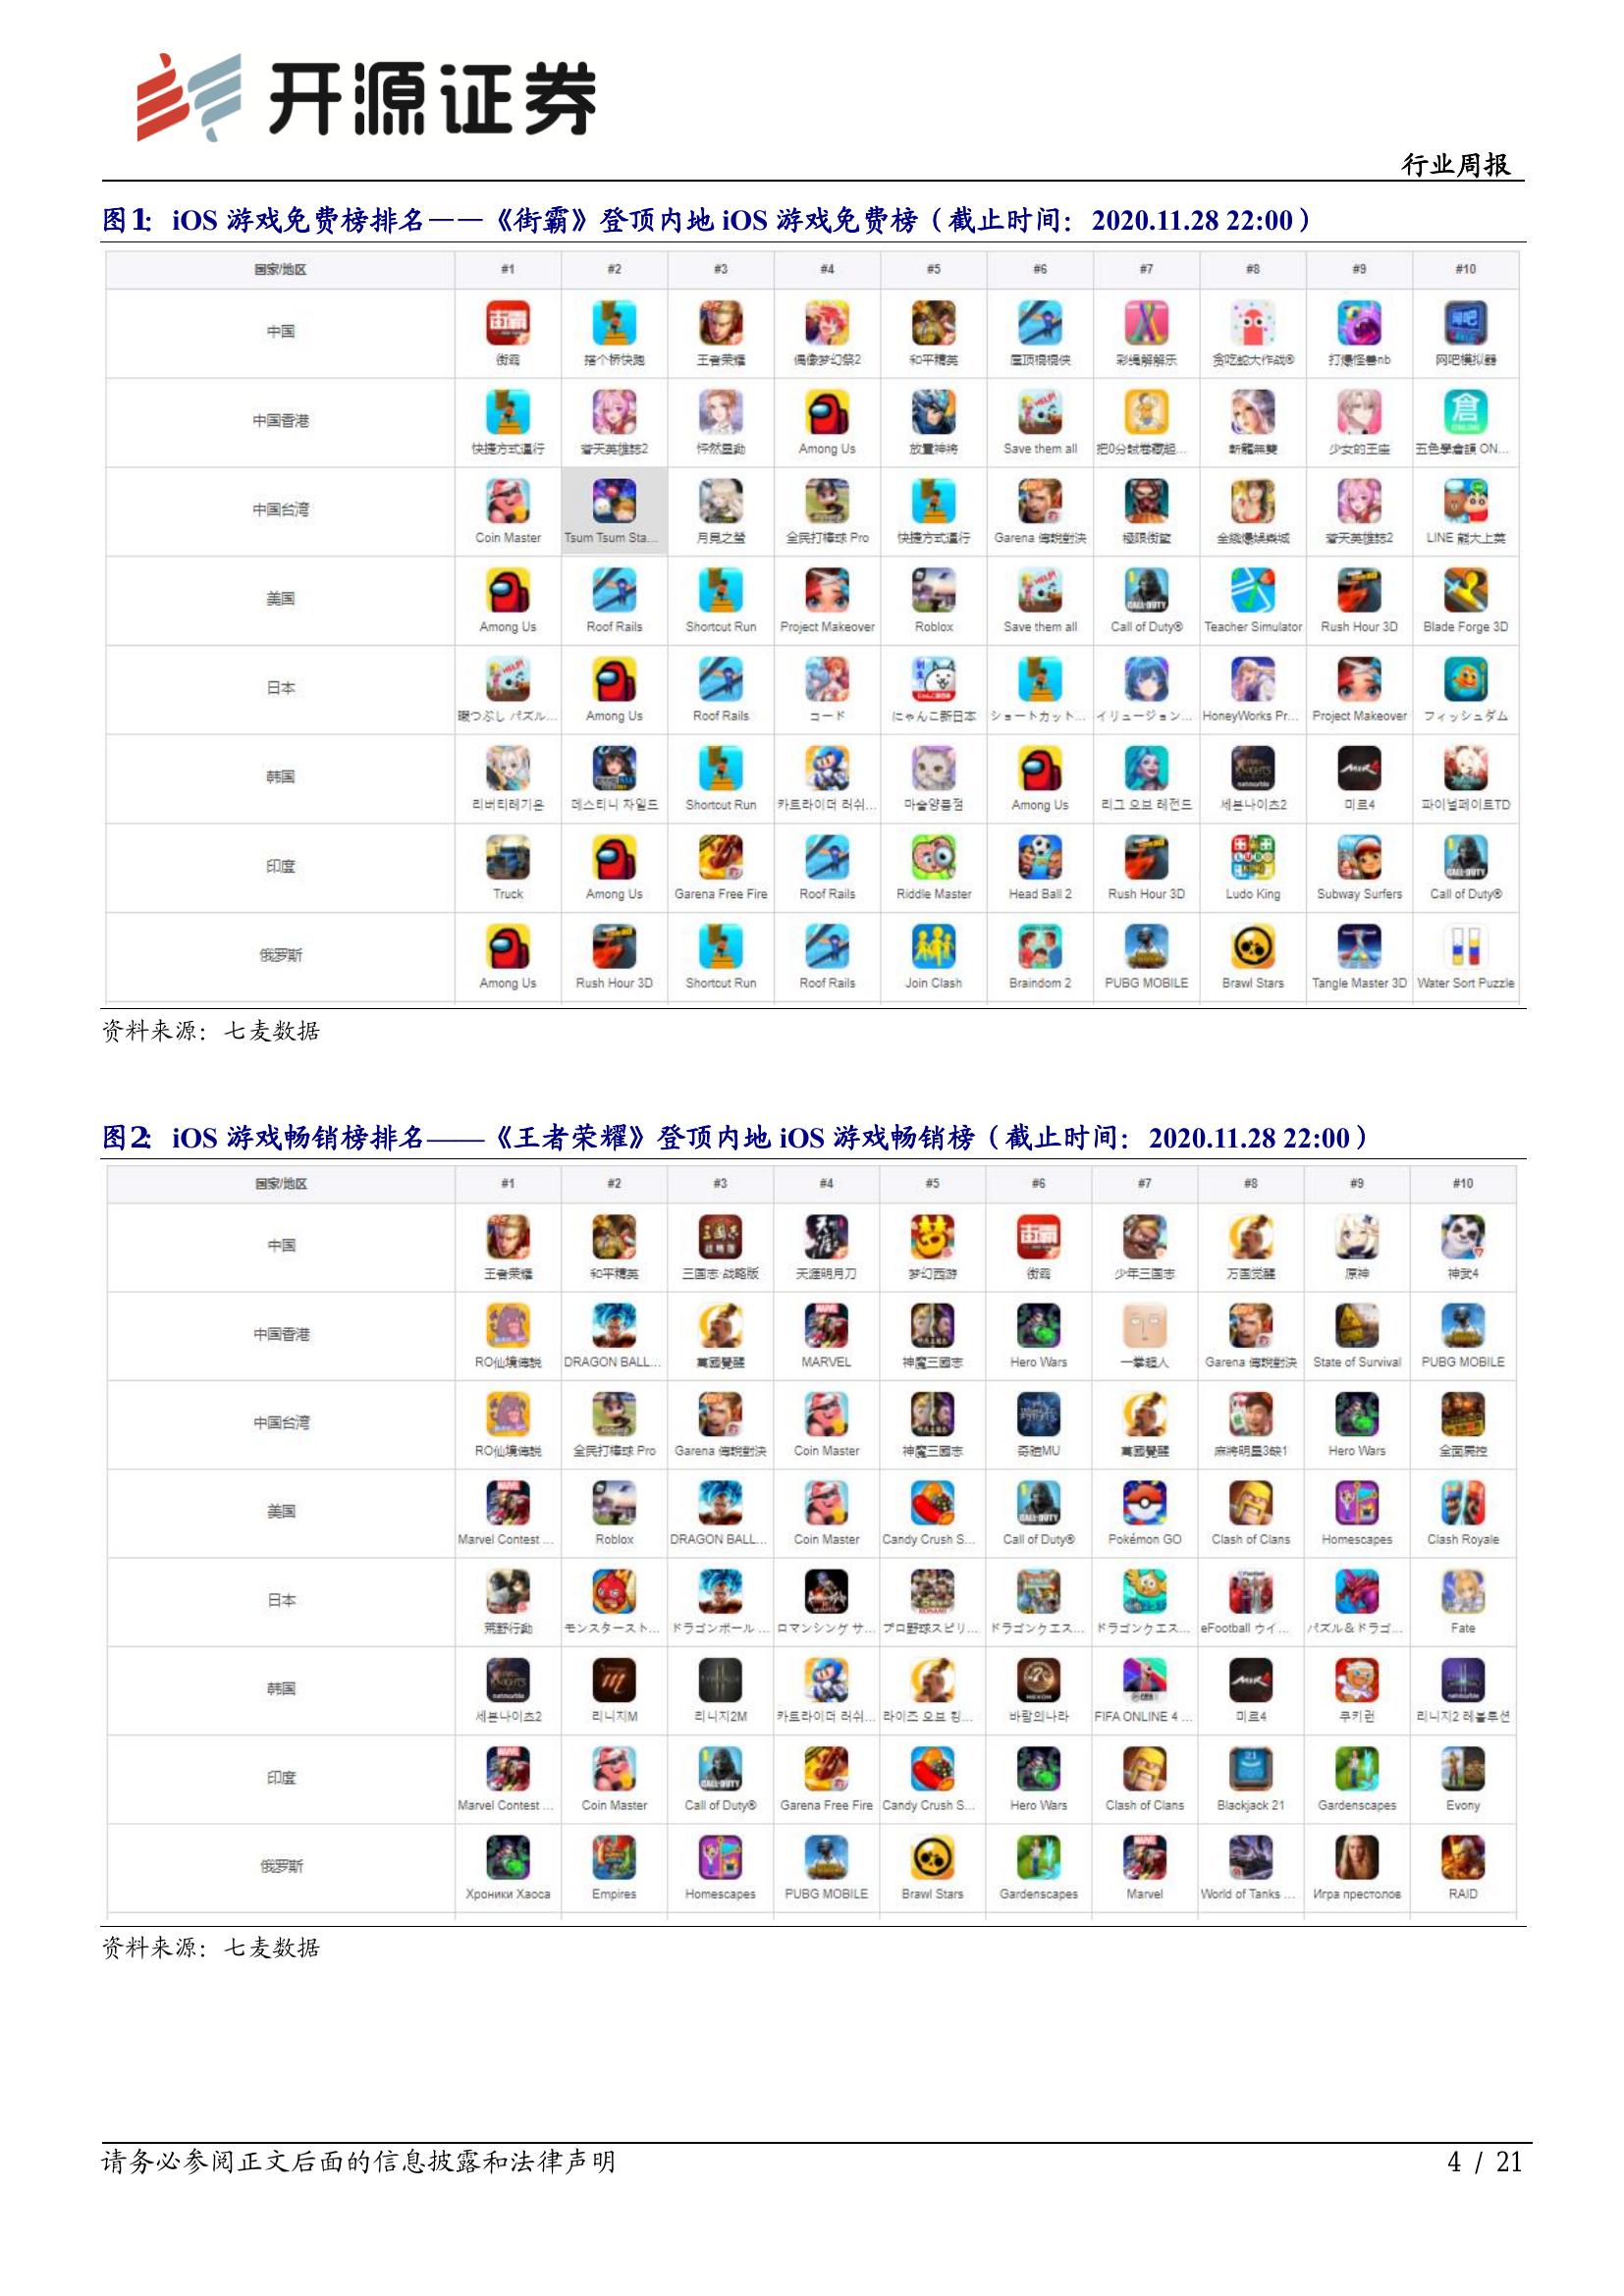 开源证券
行业周报
图1： iOS 游戏免费榜排名——《街霸》登顶内地 iOS 游戏免费榜（截止时间：2020.11.28 22:00）
国家/地区 #1 #2 #3 #4 #5 #6 #7 #8 #9 #10
中国 街霸 搭个桥快跑 王者荣耀 偶像梦幻祭2 和平精英 屋顶棍棍侠 彩绳解解乐 贪吃蛇大作战® 打爆怪兽nb 网吧模拟器
中国香港 快捷方式運行 蒼天英雄誌2 怦然星動 Among Us 放置神将 Save them all 把0分試卷藏起... 斬龍無雙 少女的王座 五色學倉頡 ON...
中国台湾 Coin Master Tsum Tsum Sta... 月見之螢 全民打棒球 Pro 快捷方式運行 Garena 傳說對決 極限街籃 金錢爆娛樂城 蒼天英雄誌2 LINE 熊大上菜
美国 Among Us Roof Rails Shortcut Run Project Makeover Roblox Save them all Call of Duty® Teacher Simulator Rush Hour 3D Blade Forge 3D
日本 暇つぶし パズル... Among Us Roof Rails コード にゃんこ新日本 ショートカット... イリュージョン... HoneyWorks Pr... Project Makeover フィッシュダム
韩国 리버티레기온 데스티니 차일드 Shortcut Run 카트라이더 러쉬... 마술양품점 Among Us 리그 오브 레전드 세븐나이츠2 미르4 파이널페이트TD
印度 Truck Among Us Garena Free Fire Roof Rails Riddle Master Head Ball 2 Rush Hour 3D Ludo King Subway Surfers Call of Duty®
俄罗斯 Among Us Rush Hour 3D Shortcut Run Roof Rails Join Clash Braindom 2 PUBG MOBILE Brawl Stars Tangle Master 3D Water Sort Puzzle
资料来源：七麦数据
图2： iOS 游戏畅销榜排名——《王者荣耀》登顶内地 iOS 游戏畅销榜（截止时间：2020.11.28 22:00）
国家/地区 #1 #2 #3 #4 #5 #6 #7 #8 #9 #10
中国 王者荣耀 和平精英 三国志·战略版 天涯明月刀 梦幻西游 街霸 少年三国志 万国觉醒 原神 神武4
中国香港 RO仙境傳説 DRAGON BALL... 萬國覺醒 MARVEL 神魔三國志 Hero Wars 一拳超人 Garena 傳說對決 State of Survival PUBG MOBILE
中国台湾 RO仙境傳説 全民打棒球 Pro Garena 傳說對決 Coin Master 神魔三國志 奇蹟MU 萬國覺醒 麻將明星3缺1 Hero Wars 全面屍控
美国 Marvel Contest ... Roblox DRAGON BALL... Coin Master Candy Crush S... Call of Duty® Pokémon GO Clash of Clans Homescapes Clash Royale
日本 荒野行動 モンスタースト... ドラゴンボール ... ロマンシング サ... プロ野球スピリ... ドラゴンクエス... ドラゴンクエス... eFootball ウイ... パズル＆ドラゴ... Fate
韩国 세븐나이츠2 리니지M 리니지2M 카트라이더 러쉬... 라이즈 오브 킹... 바람의나라 FIFA ONLINE 4 ... 미르4 쿠키런 리니지2 레볼루션
印度 Marvel Contest ... Coin Master Call of Duty® Garena Free Fire Candy Crush S... Hero Wars Clash of Clans Blackjack 21 Gardenscapes Evony
俄罗斯 Хроники Хаоса Empires Homescapes PUBG MOBILE Brawl Stars Gardenscapes Marvel World of Tanks ... Игра престолов RAID
资料来源：七麦数据
请务必参阅正文后面的信息披露和法律声明
4 / 21